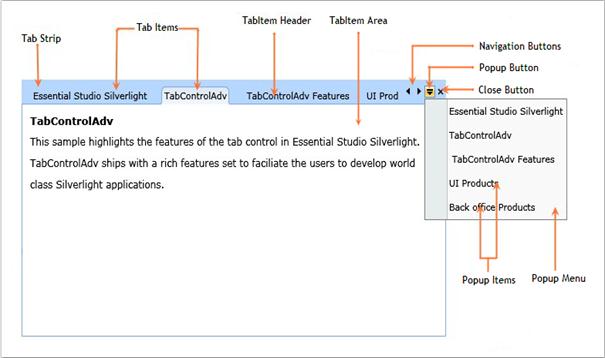 Tab Strip
Tab Items
TabItem Header
TabItem Area
Navigation Buttons
Popup Button
Close Button
Essential Studio Silverlight
TabControlAdv
TabControlAdv Features
UI Prod
TabControlAdv
This sample highlights the features of the tab control in Essential Studio Silverlight.
TabControlAdv ships with a rich features set to faciliate the users to develop world
class Silverlight applications.
Essential Studio Silverlight
TabControlAdv
TabControlAdv Features
UI Products
Back office Products
Popup Items
Popup Menu